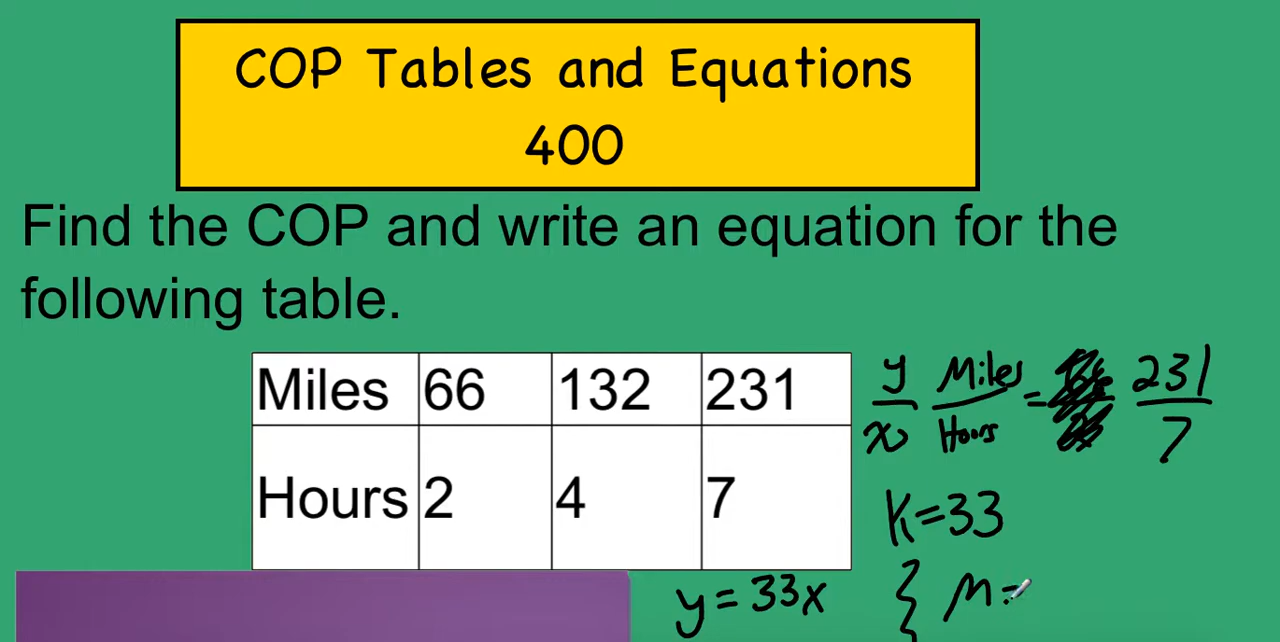 COP Tables and Equations
400
Find the COP and write an equation for the
following table.
Miles 66 132 231
Hours 2 4 7
y Miles = 231
x Hours 7
K=33
y = 33x { M=